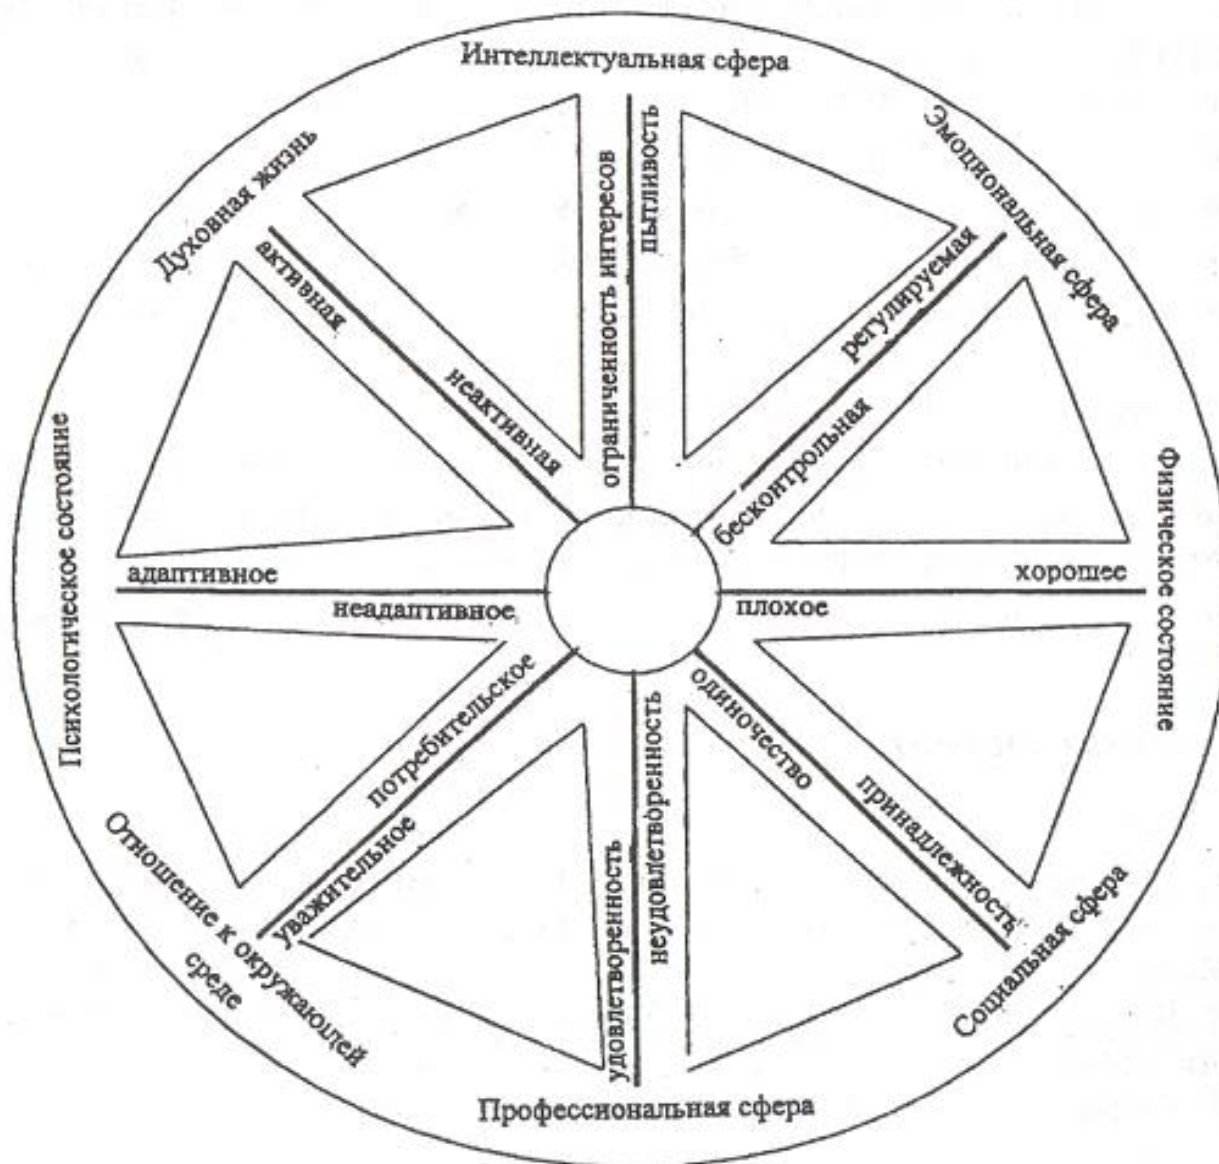 Интеллектуальная сфера
ограниченность интересов
пытливость
Эмоциональная сфера
регулируемая
бесконтрольная
Физическое состояние
хорошее
плохое
Социальная сфера
одиночество
принадлежность
Профессиональная сфера
неудовлетворенность
удовлетворенность
Отношение к окружающей
среде
потребительское
уважительное
Психологическое состояние
адаптивное
неадаптивное
Духовная жизнь
активная
неактивная